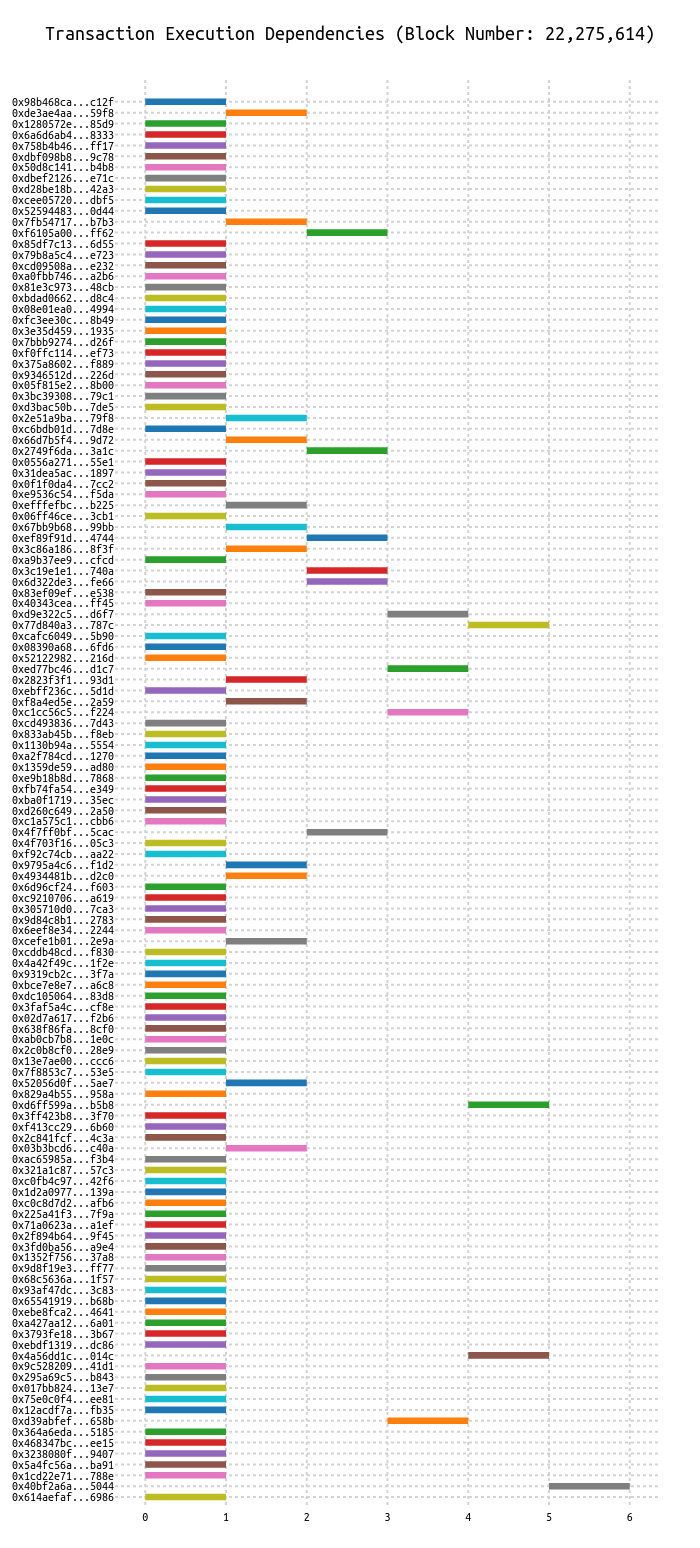 Transaction Execution Dependencies (Block Number: 22,275,614)
0x98b468ca...c12f
0xde3ae4aa...59f8
0x1280572e...85d9
0x6a6d6ab4...8333
0x758b4b46...ff17
0xdbf098b8...9c78
0x50d8c141...b4b8
0xdbef2126...e71c
0xd28be18b...42a3
0xcee05720...dbf5
0x52594483...0d44
0x7fb54717...b7b3
0xf6105a00...ff62
0x85df7c13...6d55
0x79b8a5c4...e723
0xcd09508a...e232
0xa0fbb746...a2b6
0x81e3c973...48cb
0xbdad0662...d8c4
0x08e01ea0...4994
0xfc3ee30c...8b49
0x3e35d459...1935
0x7bbb9274...d26f
0xf0ffc114...ef73
0x375a8602...f889
0x9346512d...226d
0x05f815e2...8b00
0x3bc39308...79c1
0xd3bac50b...7de5
0x2e51a9ba...79f8
0xc6bdb01d...7d8e
0x66d7b5f4...9d72
0x2749f6da...3a1c
0x0556a271...55e1
0x31dea5ac...1897
0x0f1f0da4...7cc2
0xe9536c54...f5da
0xefffefbc...b225
0x06ff46ce...3cb1
0x67bb9b68...99bb
0xef89f91d...4744
0x3c86a186...8f3f
0xa9b37ee9...cfcd
0x3c19e1e1...740a
0x6d322de3...fe66
0x83ef09ef...e538
0x40343cea...ff45
0xd9e322c5...d6f7
0x77d840a3...787c
0xcafc6049...5b90
0x08390a68...6fd6
0x52122982...216d
0xed77bc46...d1c7
0x2823f3f1...93d1
0xebff236c...5d1d
0xf8a4ed5e...2a59
0xc1cc56c5...f224
0xcd493836...7d43
0x833ab45b...f8eb
0x1130b94a...5554
0xa2f784cd...1270
0x1359de59...ad80
0xe9b18b8d...7868
0xfb74fa54...e349
0xba0f1719...35ec
0xd260c649...2a50
0xc1a575c1...cbb6
0x4f7ff0bf...5cac
0x4f703f16...05c3
0xf92c74cb...aa22
0x9795a4c6...f1d2
0x4934481b...d2c0
0x6d96cf24...f603
0xc9210706...a619
0x305710d0...7ca3
0x9d84c8b1...2783
0x6eef8e34...2244
0xcefe1b01...2e9a
0xcddb48cd...f830
0x4a42f49c...1f2e
0x9319cb2c...3f7a
0xbce7e8e7...a6c8
0xdc105064...83d8
0x3faf5a4c...cf8e
0x02d7a617...f2b6
0x638f86fa...8cf0
0xab0cb7b8...1e0c
0x2c0b8cf0...28e9
0x13e7ae00...ccc6
0x7f8853c7...53e5
0x52056d0f...5ae7
0x829a4b55...958a
0xd6ff599a...b5b8
0x3ff423b8...3f70
0xf413cc29...6b60
0x2c841fcf...4c3a
0x03b3bcd6...c40a
0xac65985a...f3b4
0x321a1c87...57c3
0xc0fb4c97...42f6
0x1d2a0977...139a
0xc0c8d7d2...afb6
0x225a41f3...7f9a
0x71a0623a...a1ef
0x2f894b64...9f45
0x3fd0ba56...a9e4
0x1352f756...37a8
0x9d8f19e3...ff77
0x68c5636a...1f57
0x93af47dc...3c83
0x65541919...b68b
0xebe8fca2...4641
0xa427aa12...6a01
0x3793fe18...3b67
0xebdf1319...dc86
0x4a56dd1c...014c
0x9c528209...41d1
0x295a69c5...b843
0x017bb824...13e7
0x75e0c0f4...ee81
0x12acdf7a...fb35
0xd39abfef...658b
0x364a6eda...5185
0x468347bc...ee15
0x3238080f...9407
0x5a4fc56a...ba91
0x1cd22e71...788e
0x40bf2a6a...5044
0x614aefaf...6986
0 1 2 3 4 5 6